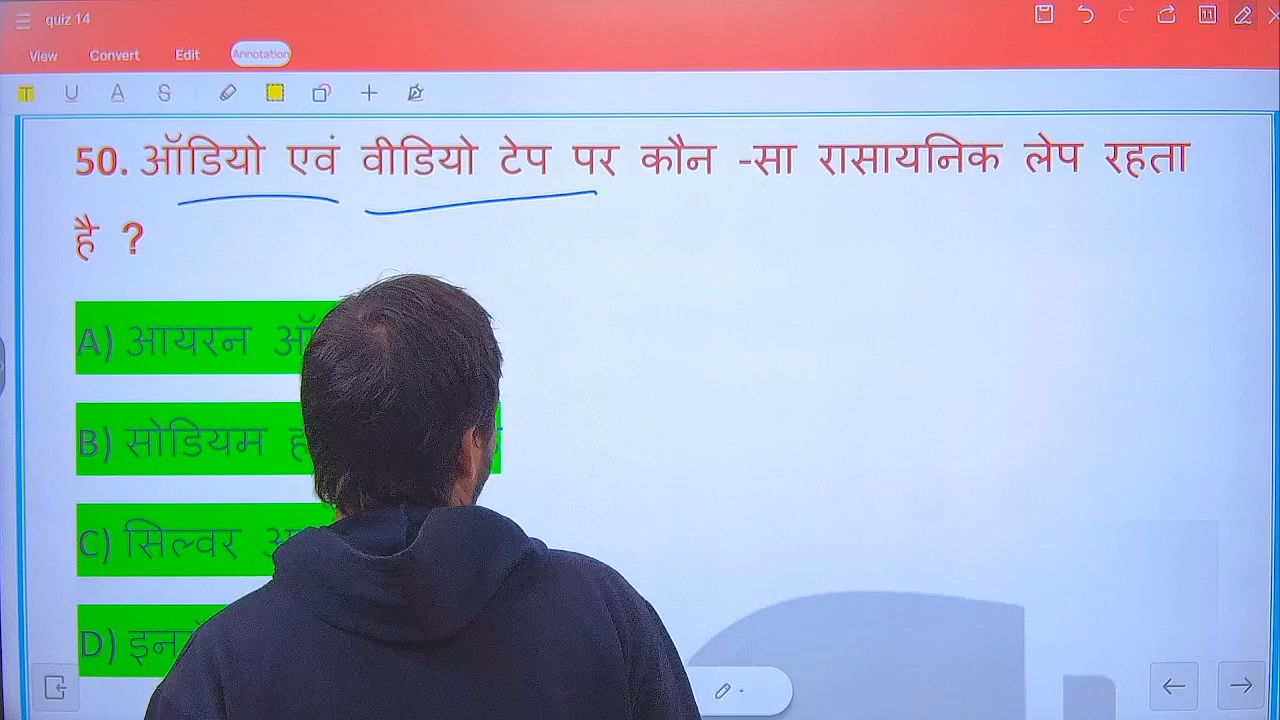 quiz 14
View Convert Edit Annotation
T U A S
50. ऑडियो एवं वीडियो टेप पर कौन -सा रासायनिक लेप रहता
है ?
A) आयरन
B) सोडियम
C) सिल्वर
D)